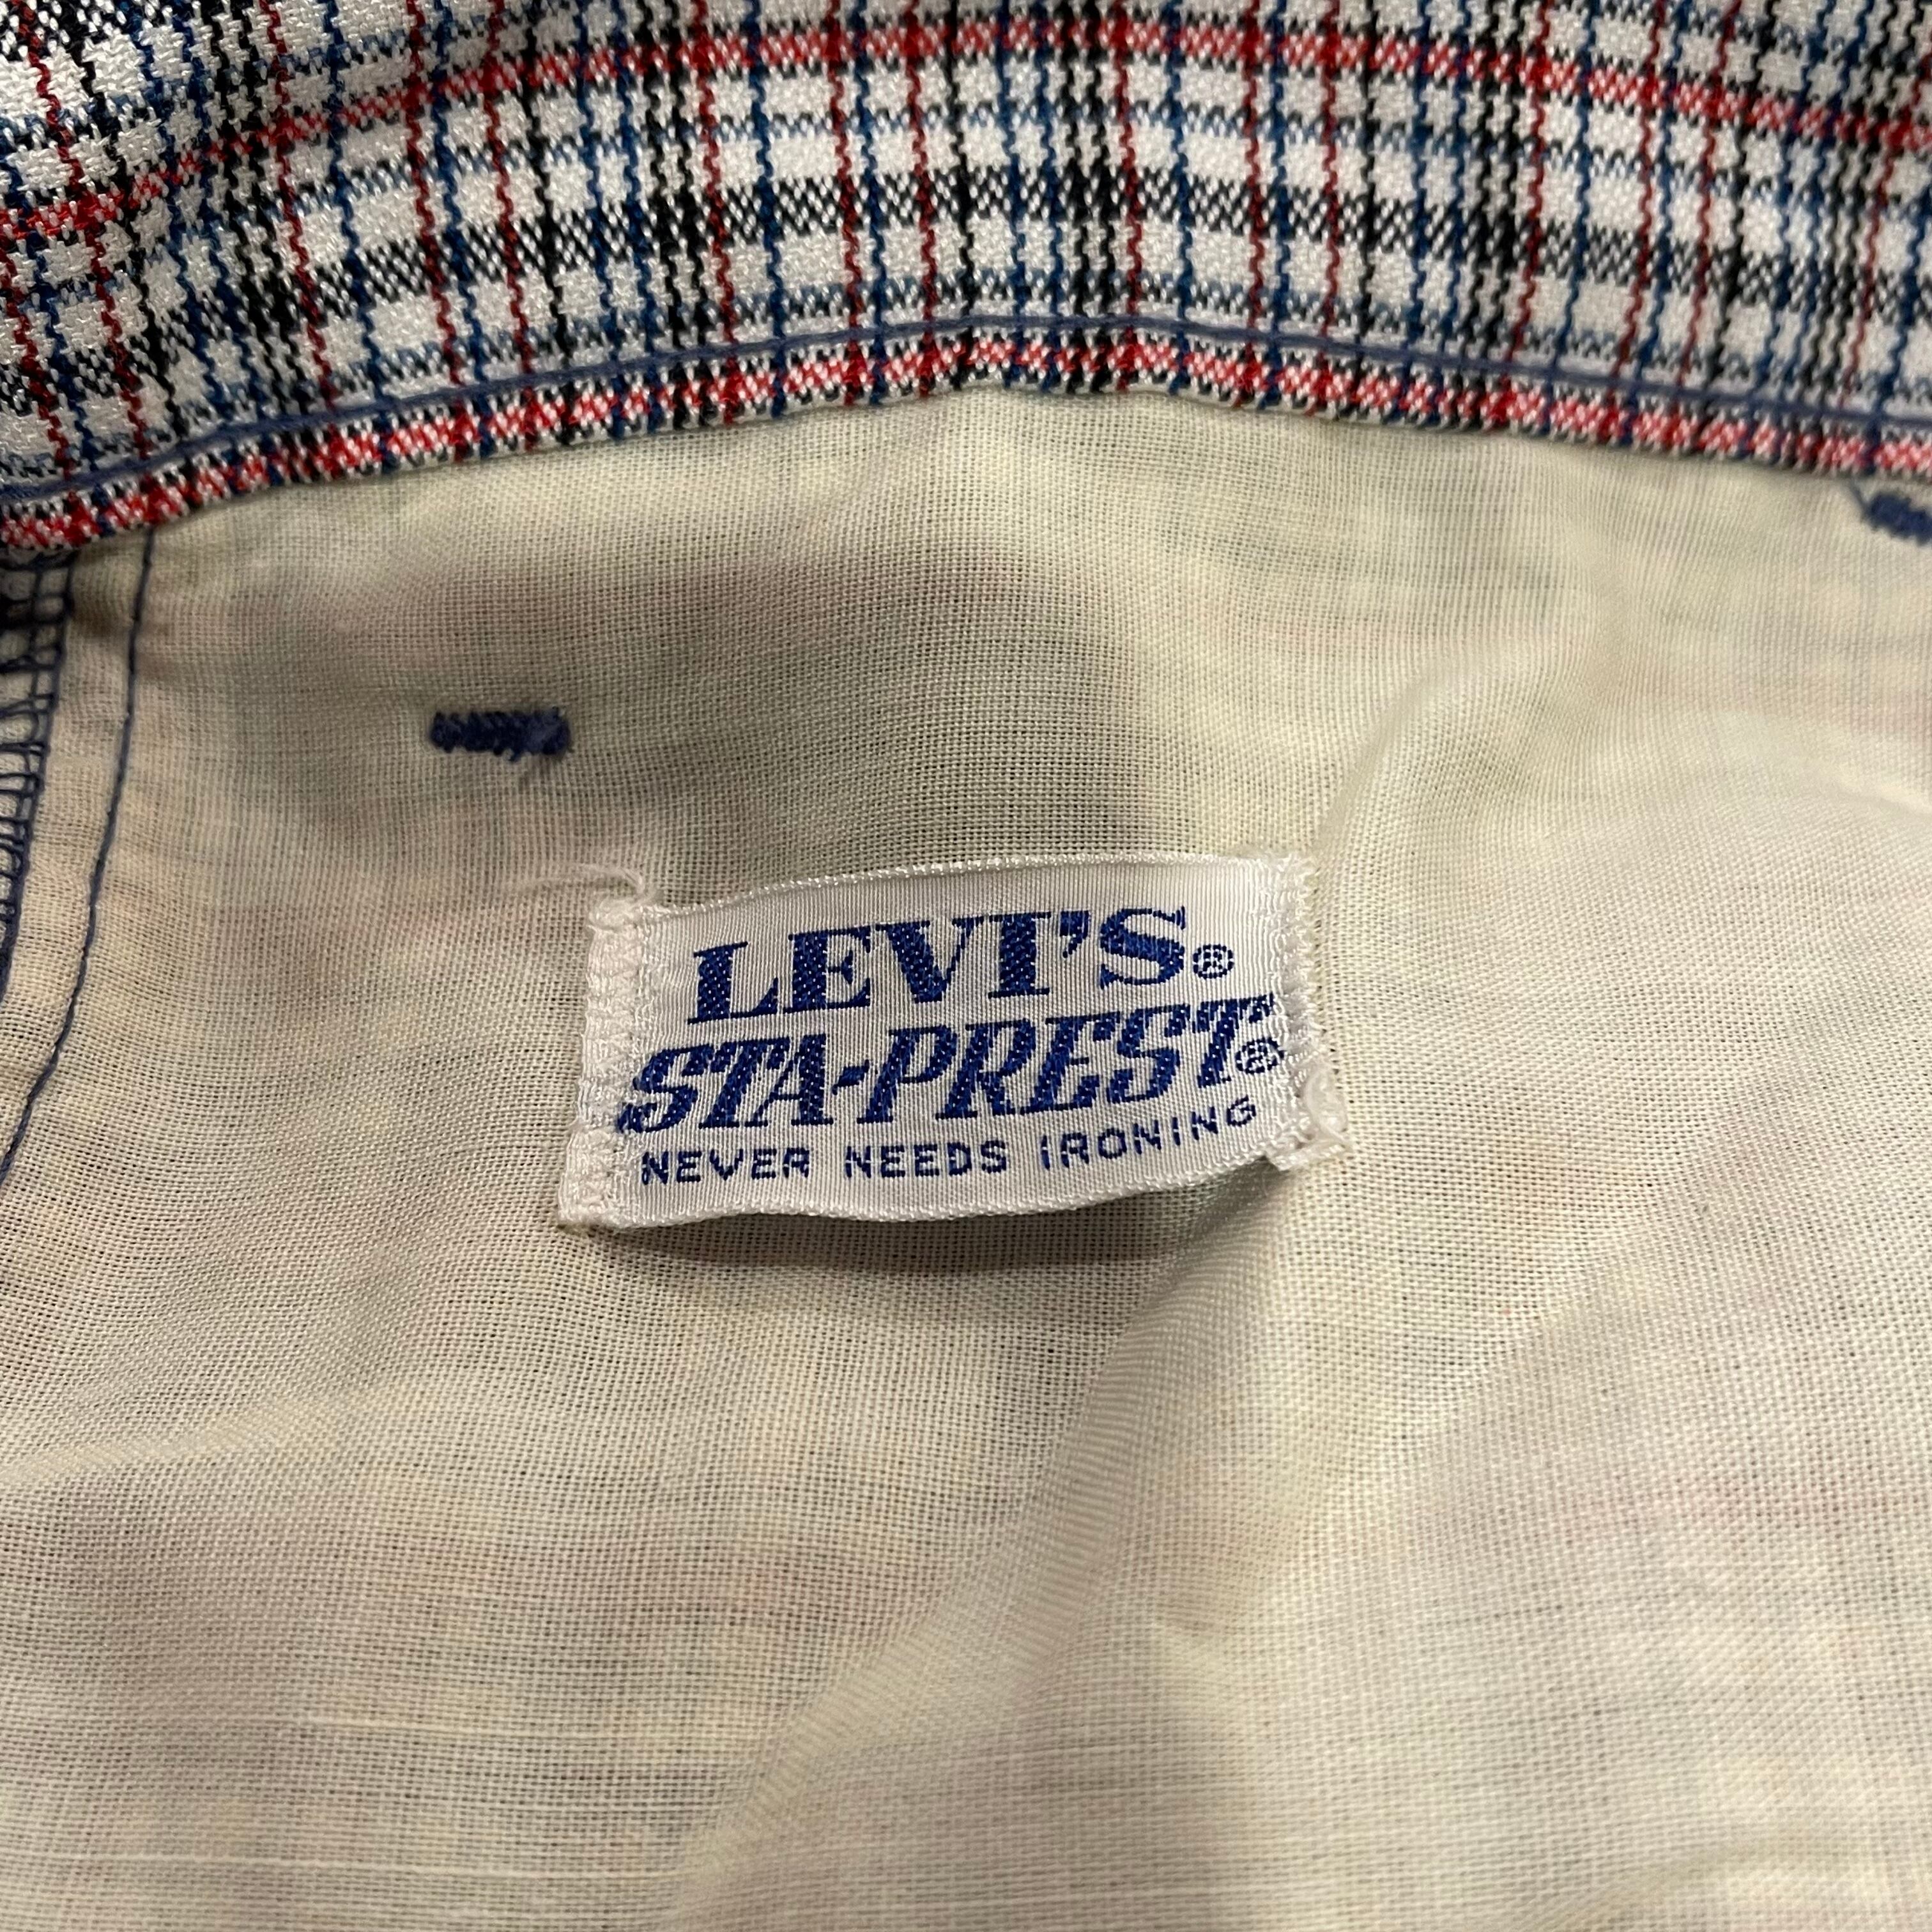 LEVI'S®
STA-PREST®
NEVER NEEDS IRONING